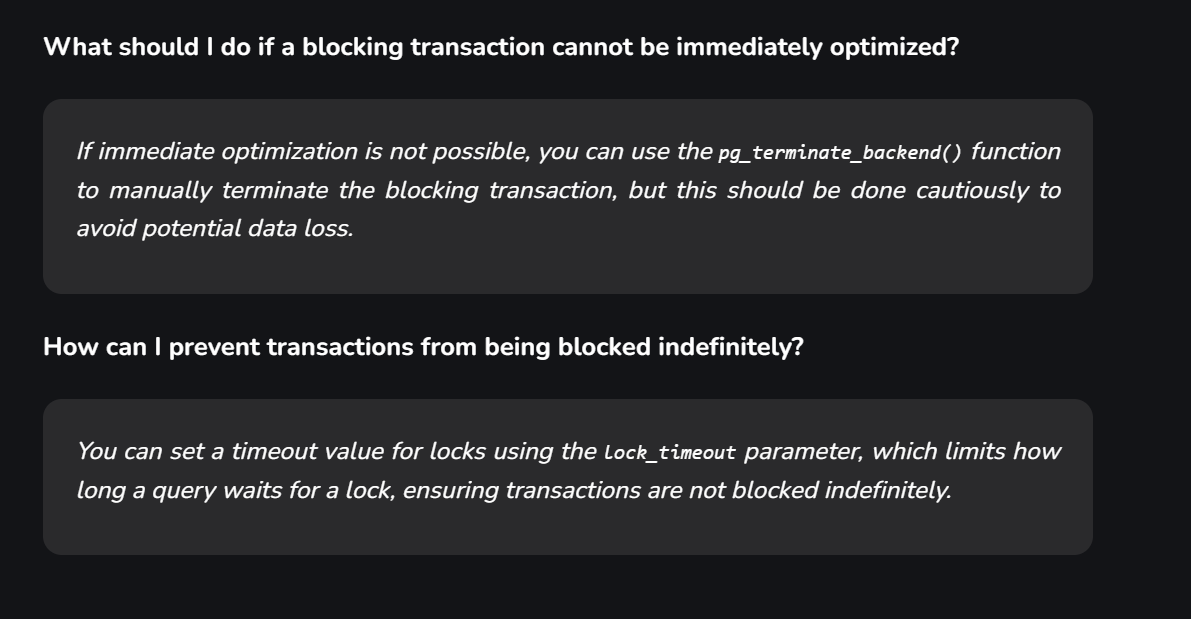 What should I do if a blocking transaction cannot be immediately optimized?
If immediate optimization is not possible, you can use the pg_terminate_backend() function
to manually terminate the blocking transaction, but this should be done cautiously to
avoid potential data loss.
How can I prevent transactions from being blocked indefinitely?
You can set a timeout value for locks using the lock_timeout parameter, which limits how
long a query waits for a lock, ensuring transactions are not blocked indefinitely.